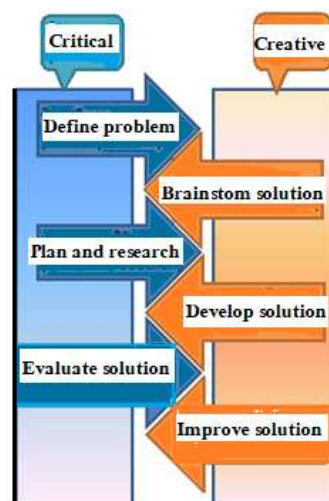 Critical
Creative
Define problem
Brainstom solution
Plan and research
Develop solution
Evaluate solution
Improve solution